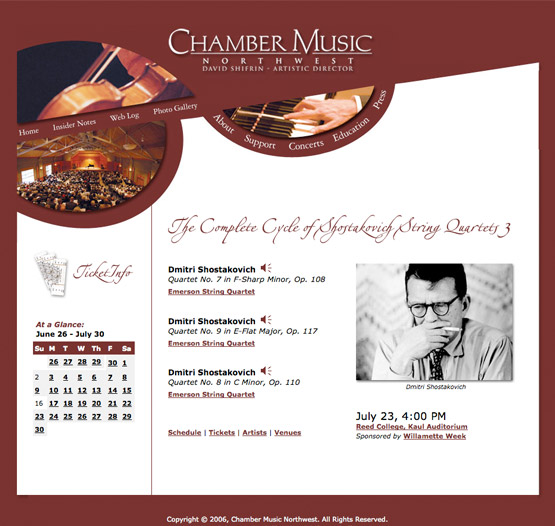 CHAMBER MUSIC
NORTHWEST
DAVID SHIFRIN - ARTISTIC DIRECTOR
Home
Insider Notes
Web Log
Photo Gallery
About
Support
Concerts
Education
Press
The Complete Cycle of Shostakovich String Quartets 3
TicketInfo
At a Glance:
June 26 - July 30
Su M T W Th F Sa
26 27 28 29 30 1
2 3 4 5 6 7 8
9 10 11 12 13 14 15
16 17 18 19 20 21 22
23 24 25 26 27 28 29
30
Dmitri Shostakovich
Quartet No. 7 in F-Sharp Minor, Op. 108
Emerson String Quartet
Dmitri Shostakovich
Quartet No. 9 in E-Flat Major, Op. 117
Emerson String Quartet
Dmitri Shostakovich
Quartet No. 8 in C Minor, Op. 110
Emerson String Quartet
Schedule | Tickets | Artists | Venues
Dmitri Shostakovich
July 23, 4:00 PM
Reed College, Kaul Auditorium
Sponsored by Willamette Week
Copyright © 2006, Chamber Music Northwest. All Rights Reserved.